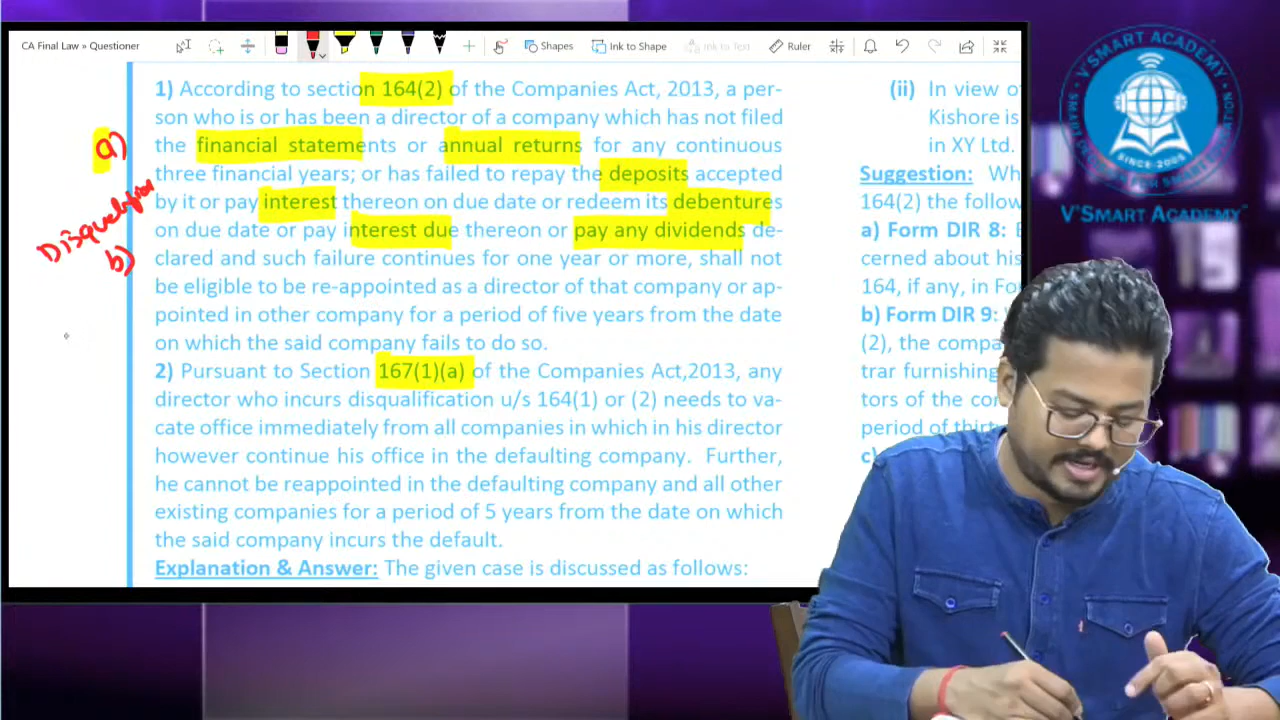 CA Final Law » Questioner
Shapes
Ink to Shape
Ink to Text
Ruler
1) According to section 164(2) of the Companies Act, 2013, a per-
son who is or has been a director of a company which has not filed
the financial statements or annual returns for any continuous
three financial years; or has failed to repay the deposits accepted
by it or pay interest thereon on due date or redeem its debentures
on due date or pay interest due thereon or pay any dividends de-
clared and such failure continues for one year or more, shall not
be eligible to be re-appointed as a director of that company or ap-
pointed in other company for a period of five years from the date
on which the said company fails to do so.
2) Pursuant to Section 167(1)(a) of the Companies Act,2013, any
director who incurs disqualification u/s 164(1) or (2) needs to va-
cate office immediately from all companies in which in his director
however continue his office in the defaulting company. Further,
he cannot be reappointed in the defaulting company and all other
existing companies for a period of 5 years from the date on which
the said company incurs the default.
Explanation & Answer: The given case is discussed as follows:
a)
b)
(ii) In view
Kishore is
in XY Ltd.
Suggestion:
164(2) the
a) Form DIR 8:
cerned about his
164, if any, in
b) Form DIR 9:
(2), the
trar furnishing
tors of the
period of
c)
V'SMART ACADEMY
SINCE-2005
V'SMART ACADEMY